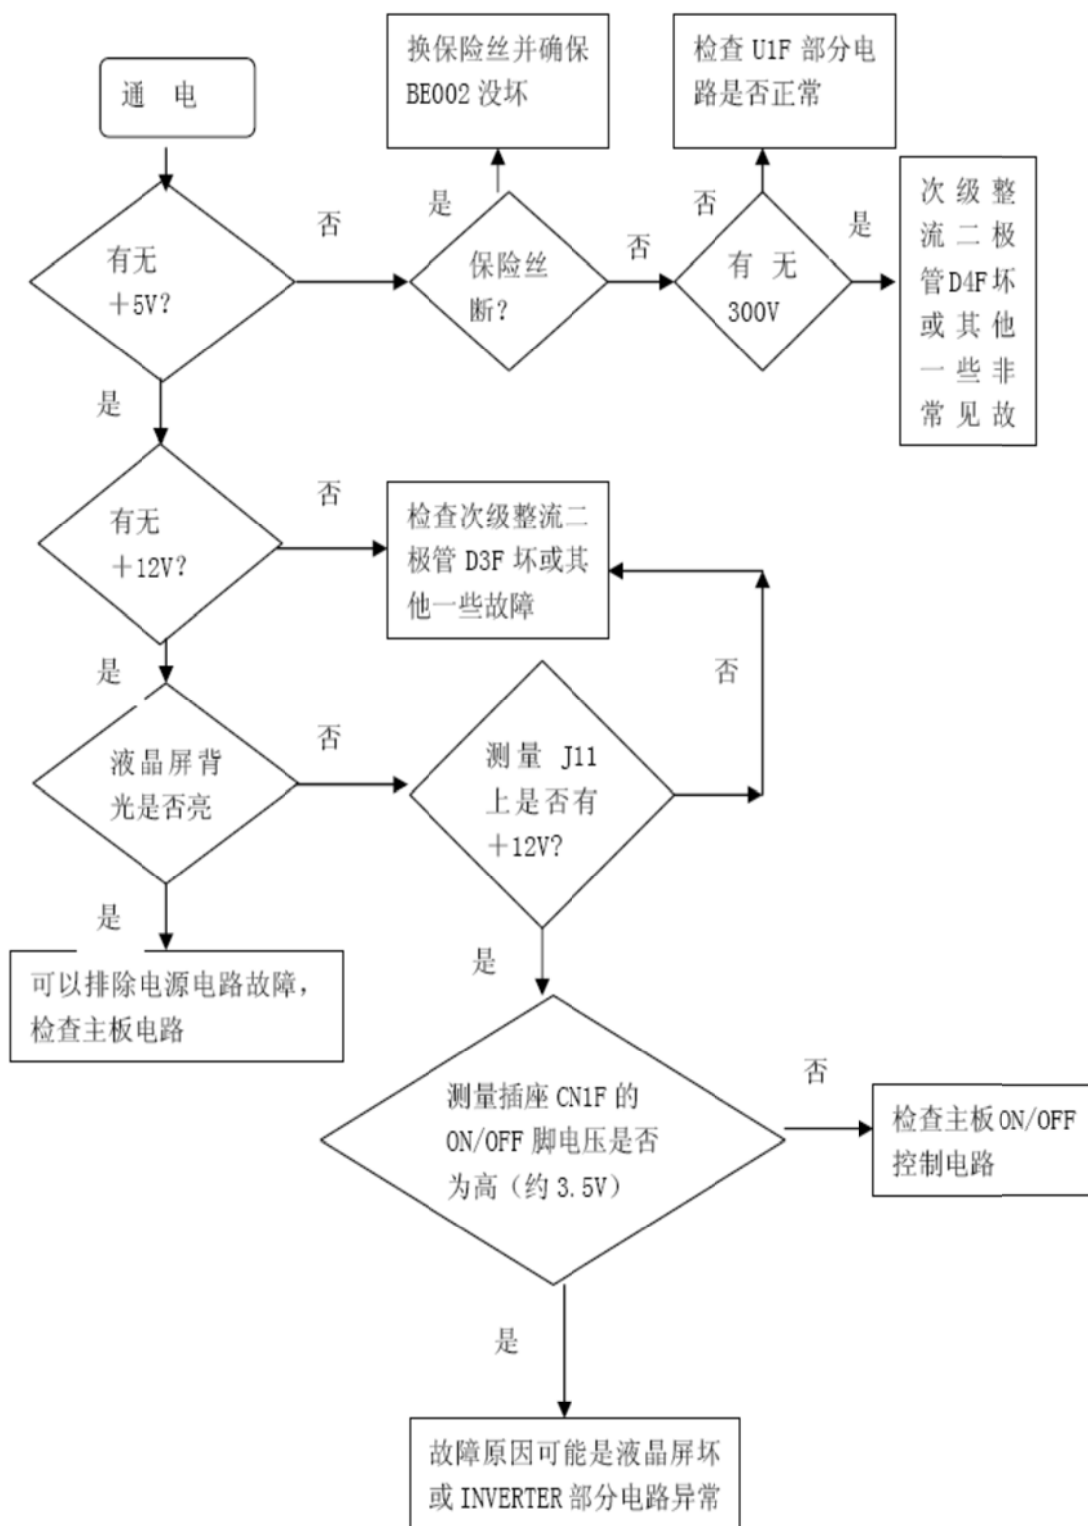 通 电
换保险丝并确保
BE002 没坏
检查 U1F 部分电
路是否正常
有无
＋5V?
否
是
保险丝
断?
否
否
有 无
300V
是
次 级 整
流 二 极
管 D4F 坏
或 其 他
一 些 非
常 见 故
是
有无
＋12V?
否
检查次级整流二
极管 D3F 坏或其
他一些故障
是
液晶屏背
光是否亮
否
测量 J11
上是否有
＋12V?
否
是
可以排除电源电路故障，
检查主板电路
是
测量插座 CN1F 的
ON/OFF 脚电压是否
为高（约 3.5V）
否
检查主板 ON/OFF
控制电路
是
故障原因可能是液晶屏坏
或 INVERTER 部分电路异常